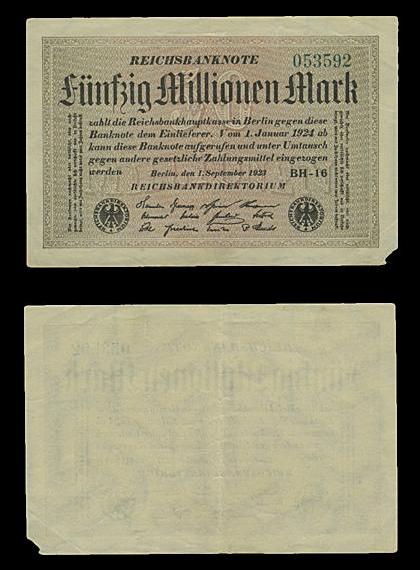 REICHSBANKNOTE 053592
Fünfzig Millionen Mark
zahlt die Reichsbankhauptkasse in Berlin gegen diese
Banknote dem Einlieferer. Vom 1. Januar 1924 ab
kann diese Banknote aufgerufen und unter Umtausch
gegen andere gesetzliche Zahlungsmittel eingezogen
werden Berlin, den 1. September 1923 BH-16
REICHSBANKDIREKTORIUM